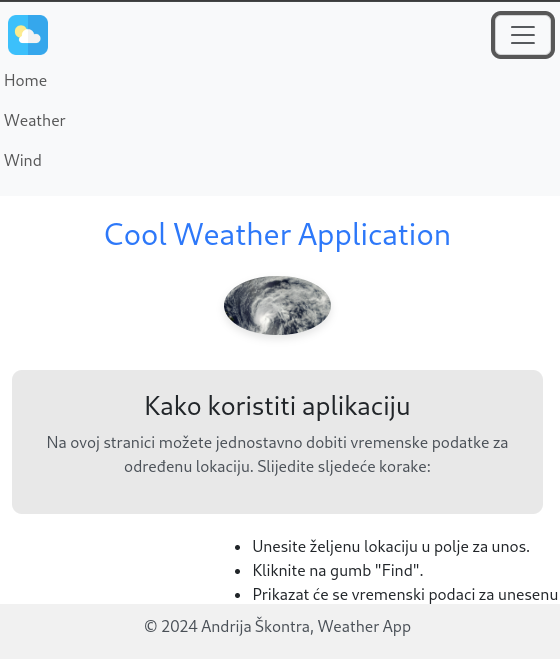 Home
Weather
Wind
Cool Weather Application
Kako koristiti aplikaciju
Na ovoj stranici možete jednostavno dobiti vremenske podatke za
određenu lokaciju. Slijedite sljedeće korake:
• Unesite željenu lokaciju u polje za unos.
• Kliknite na gumb "Find".
• Prikazat će se vremenski podaci za unesenu
© 2024 Andrija Škontra, Weather App